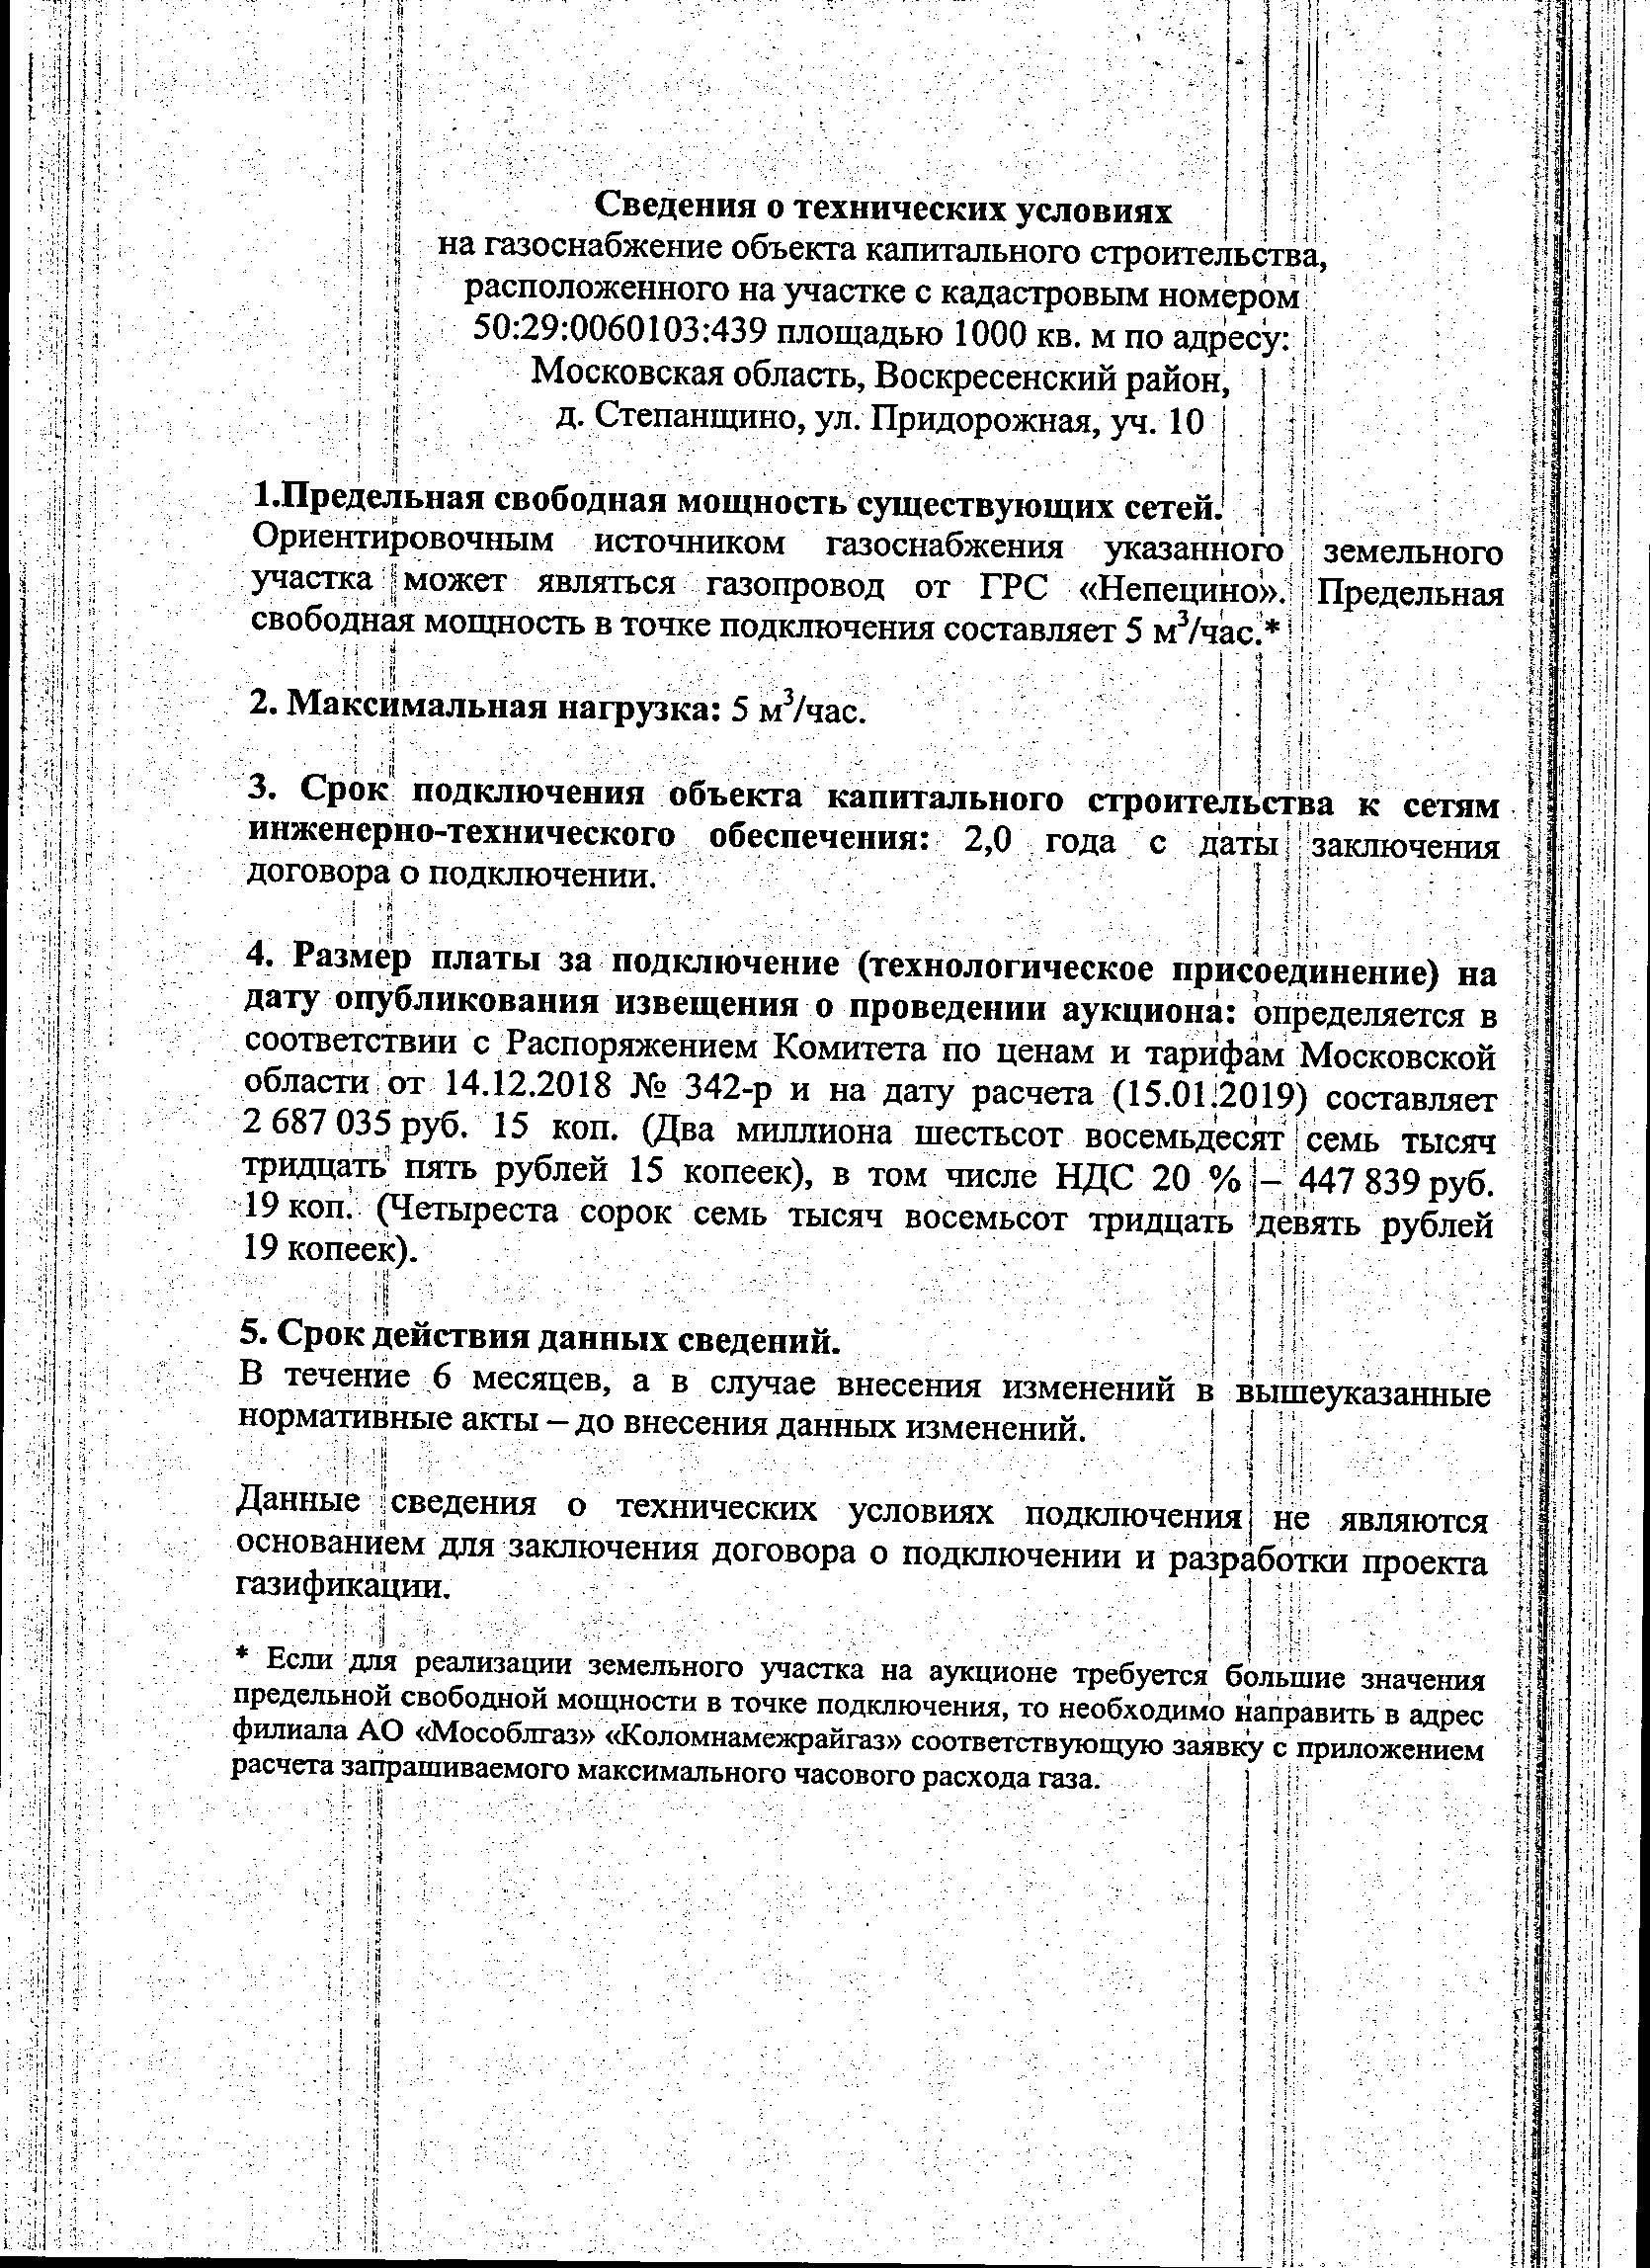 Сведения о технических условиях
на газоснабжение объекта капитального строительства,
расположенного на участке с кадастровым номером
50:29:0060103:439 площадью 1000 кв. м по адресу:
Московская область, Воскресенский район,
д. Степанщино, ул. Придорожная, уч. 10
1.Предельная свободная мощность существующих сетей.
Ориентировочным источником газоснабжения указанного земельного
участка может являться газопровод от ГРС «Непецино». Предельная
свободная мощность в точке подключения составляет 5 м³/час.*
2. Максимальная нагрузка: 5 м³/час.
3. Срок подключения объекта капитального строительства к сетям
инженерно-технического обеспечения: 2,0 года с даты заключения
договора о подключении.
4. Размер платы за подключение (технологическое присоединение) на
дату опубликования извещения о проведении аукциона: определяется в
соответствии с Распоряжением Комитета по ценам и тарифам Московской
области от 14.12.2018 № 342-р и на дату расчета (15.01.2019) составляет
2 687 035 руб. 15 коп. (Два миллиона шестьсот восемьдесят семь тысяч
тридцать пять рублей 15 копеек), в том числе НДС 20 % – 447 839 руб.
19 коп. (Четыреста сорок семь тысяч восемьсот тридцать девять рублей
19 копеек).
5. Срок действия данных сведений.
В течение 6 месяцев, а в случае внесения изменений в вышеуказанные
нормативные акты – до внесения данных изменений.
Данные сведения о технических условиях подключения не являются
основанием для заключения договора о подключении и разработки проекта
газификации.
* Если для реализации земельного участка на аукционе требуется большие значения
предельной свободной мощности в точке подключения, то необходимо направить в адрес
филиала АО «Мособлгаз» «Коломнамежрайгаз» соответствующую заявку с приложением
расчета запрашиваемого максимального часового расхода газа.